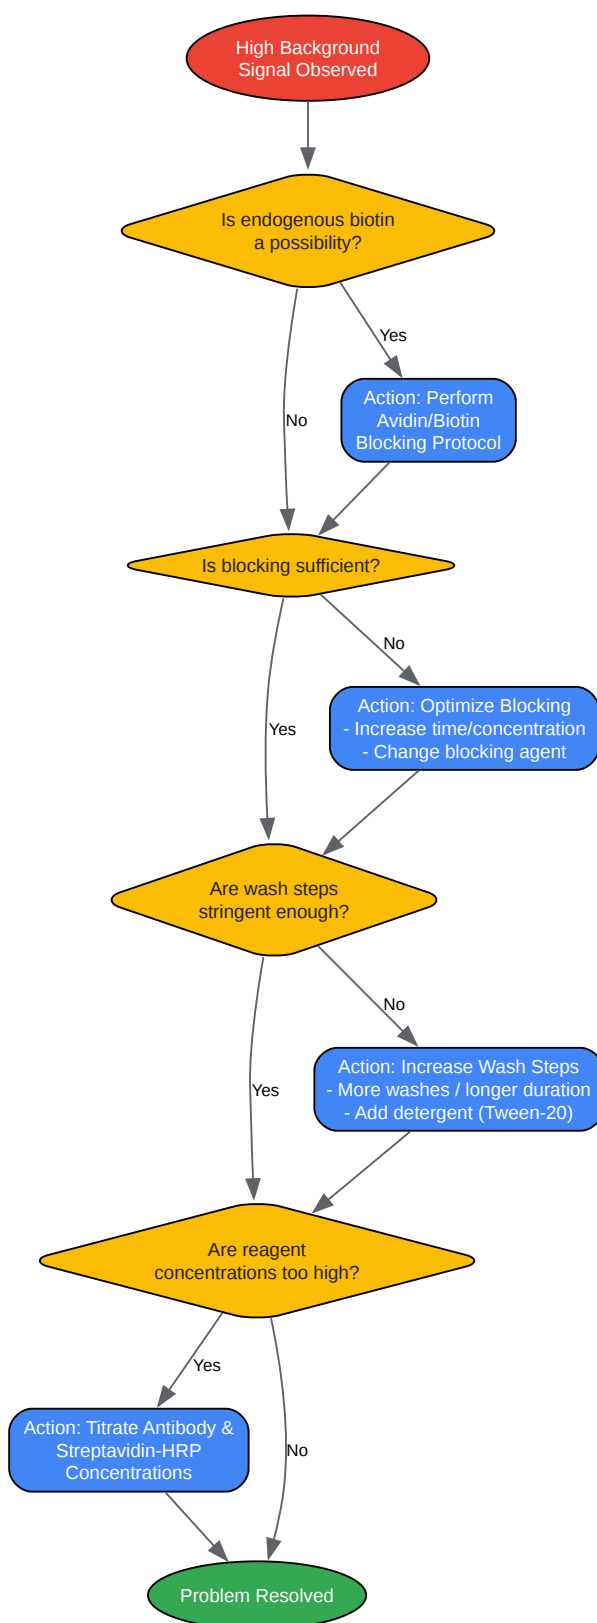 High Background
Signal Observed
Is endogenous biotin
a possibility?
Yes
No
Action: Perform
Avidin/Biotin
Blocking Protocol
Is blocking sufficient?
No
Yes
Action: Optimize Blocking
- Increase time/concentration
- Change blocking agent
Are wash steps
stringent enough?
No
Yes
Action: Increase Wash Steps
- More washes / longer duration
- Add detergent (Tween-20)
Are reagent
concentrations too high?
Yes
No
Action: Titrate Antibody &
Streptavidin-HRP
Concentrations
Problem Resolved